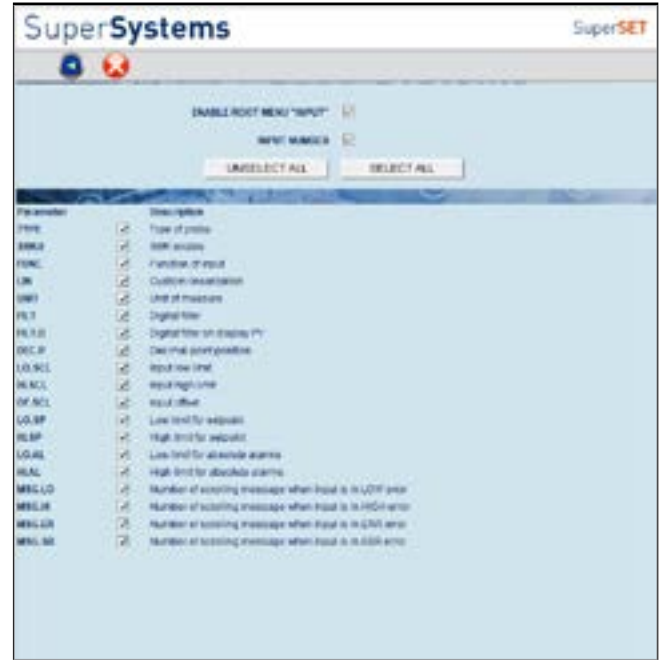 SuperSystems
SuperSET
ENABLE ROOT MENU "INPUT"
INPUT NUMBER
UNSELECT ALL
SELECT ALL
Parameter Description
TYPE Type of probe
Function of input
LIN Custom linearization
UNIT Unit of measure
FILT Digital filter
FILT.D Digital filter on display PV
DEC.P Decimal point position
LO.SCL Input low limit
HI.SCL Input high limit
OF.SCL Input offset
LO.SP Low limit for setpoint
HI.SP High limit for setpoint
LO.AL Low limit for absolute alarms
HI.AL High limit for absolute alarms
MSG.LO Number of scrolling message when input is in LOW error
MSG.HI Number of scrolling message when input is in HIGH error
MSG.ER Number of scrolling message when input is in ERR error
Number of scrolling message when input is in error